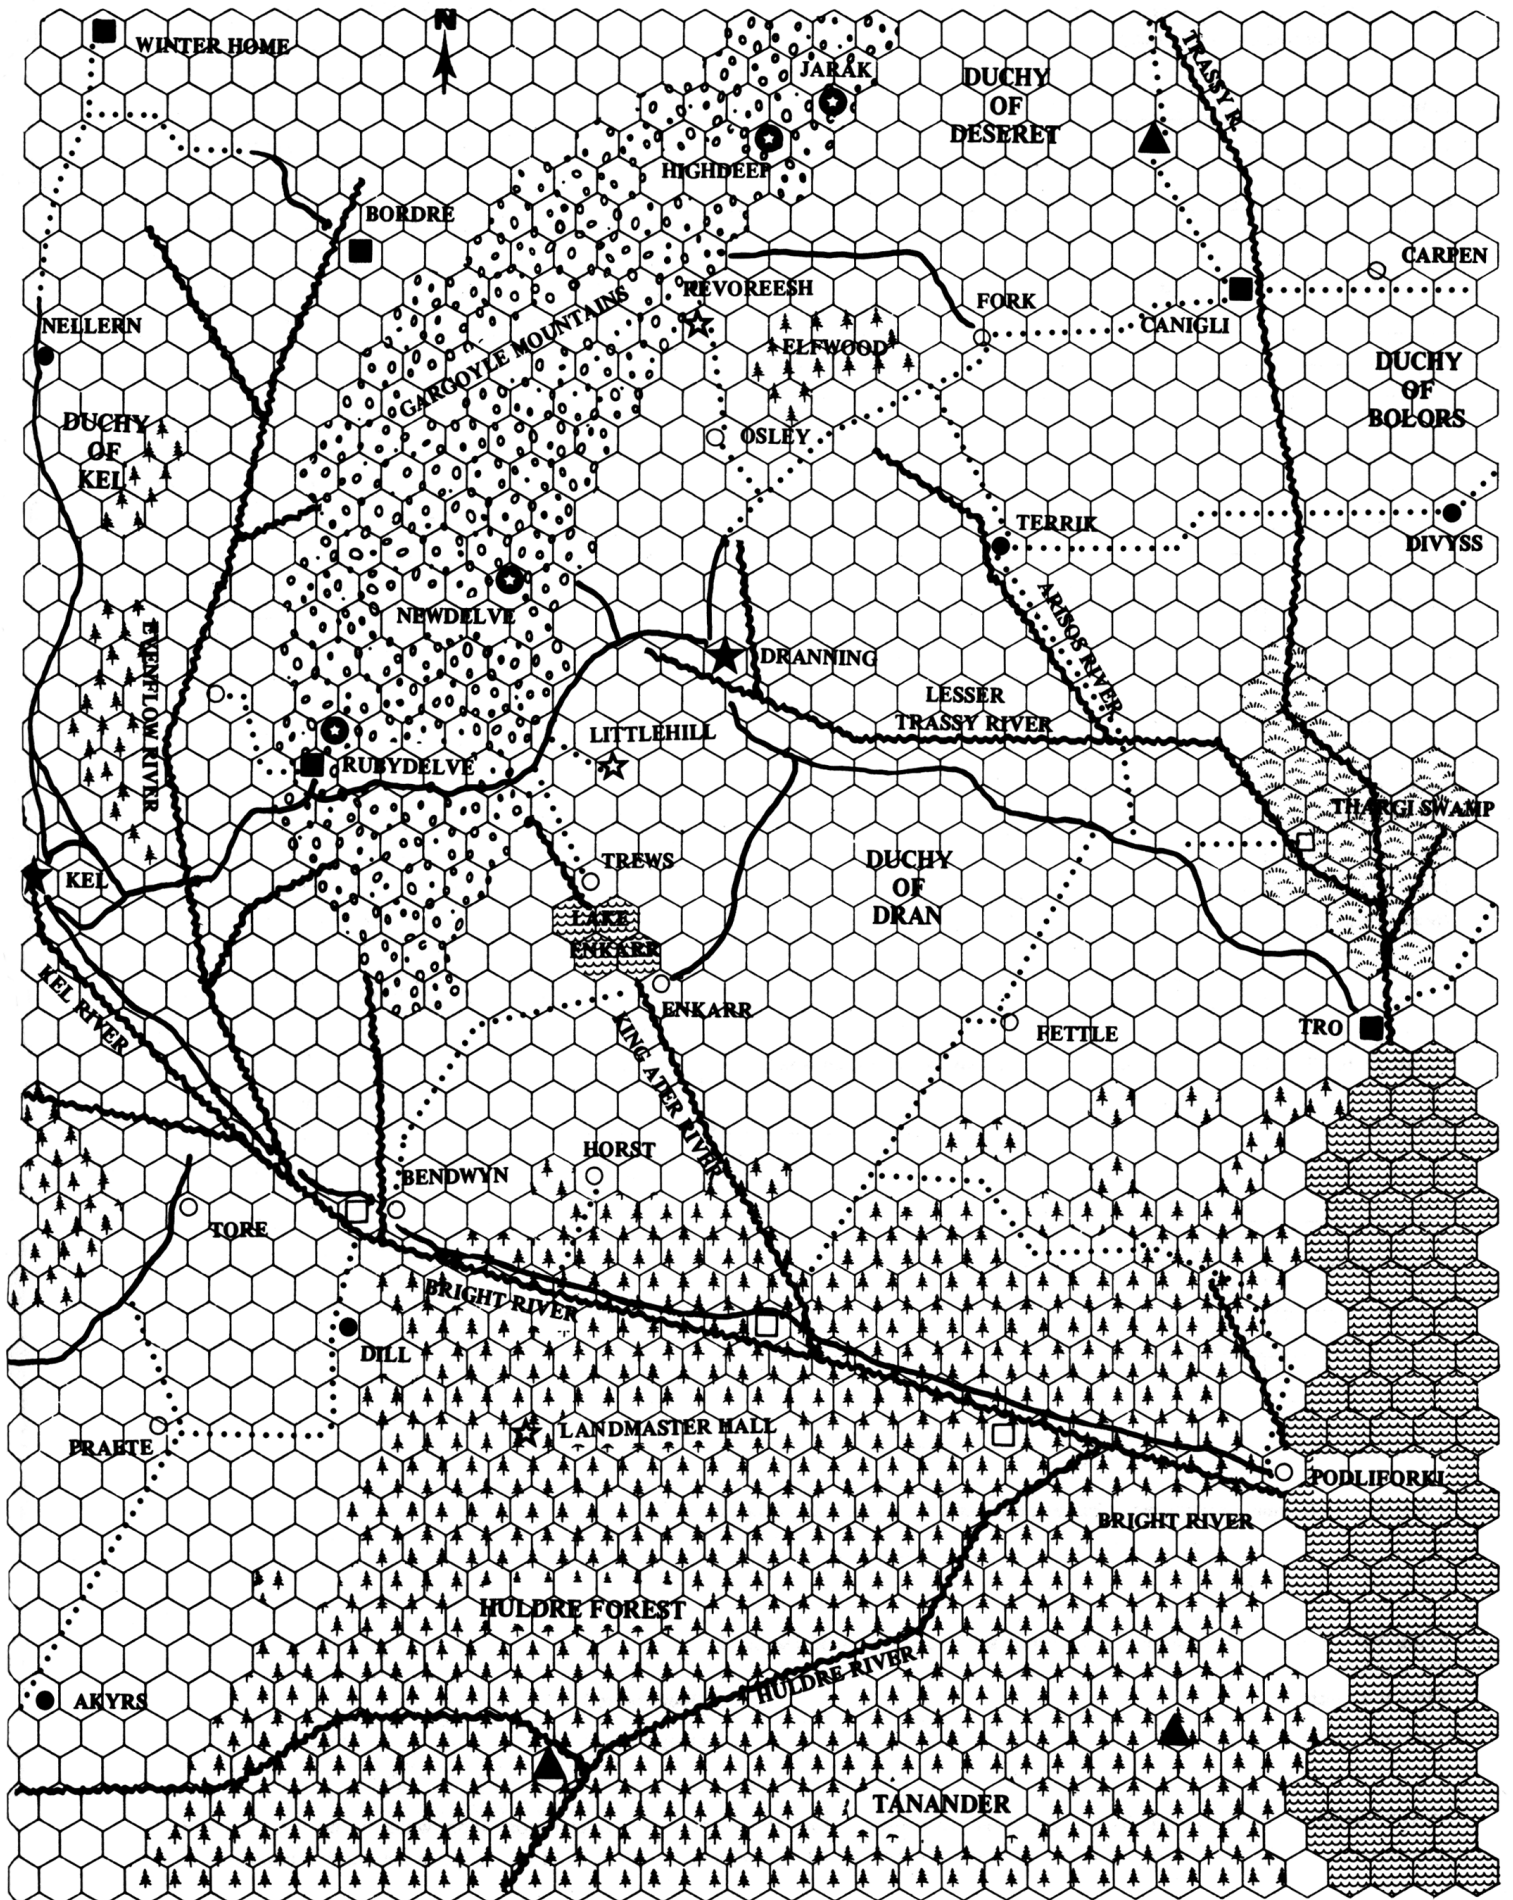 N
WINTER HOME
JARAK
DUCHY
OF
DESERET
TRASSY R.
HIGHDEEP
BORDRE
CARPEN
REVOREESH
FORK
NELLERN
GARGOYLE MOUNTAINS
ELFWOOD
CANIGLI
DUCHY
OF
BOLORS
DUCHY
OF
KEL
OSLEY
TERRIK
DIVYSS
NEWDELVE
ARISOS RIVER
EVENFLOW RIVER
DRANNING
LESSER
TRASSY RIVER
LITTLEHILL
RUBYDELVE
THARGI SWAMP
TREWS
DUCHY
OF
DRAN
KEL
LAKE
ENKARR
KEL RIVER
ENKARR
TRO
FETTLE
KING ATER RIVER
HORST
BENDWYN
TORE
BRIGHT RIVER
DILL
LANDMASTER HALL
PRAETE
PODLIFORKI
BRIGHT RIVER
HULDRE FOREST
HULDRE RIVER
AKYRS
TANANDER